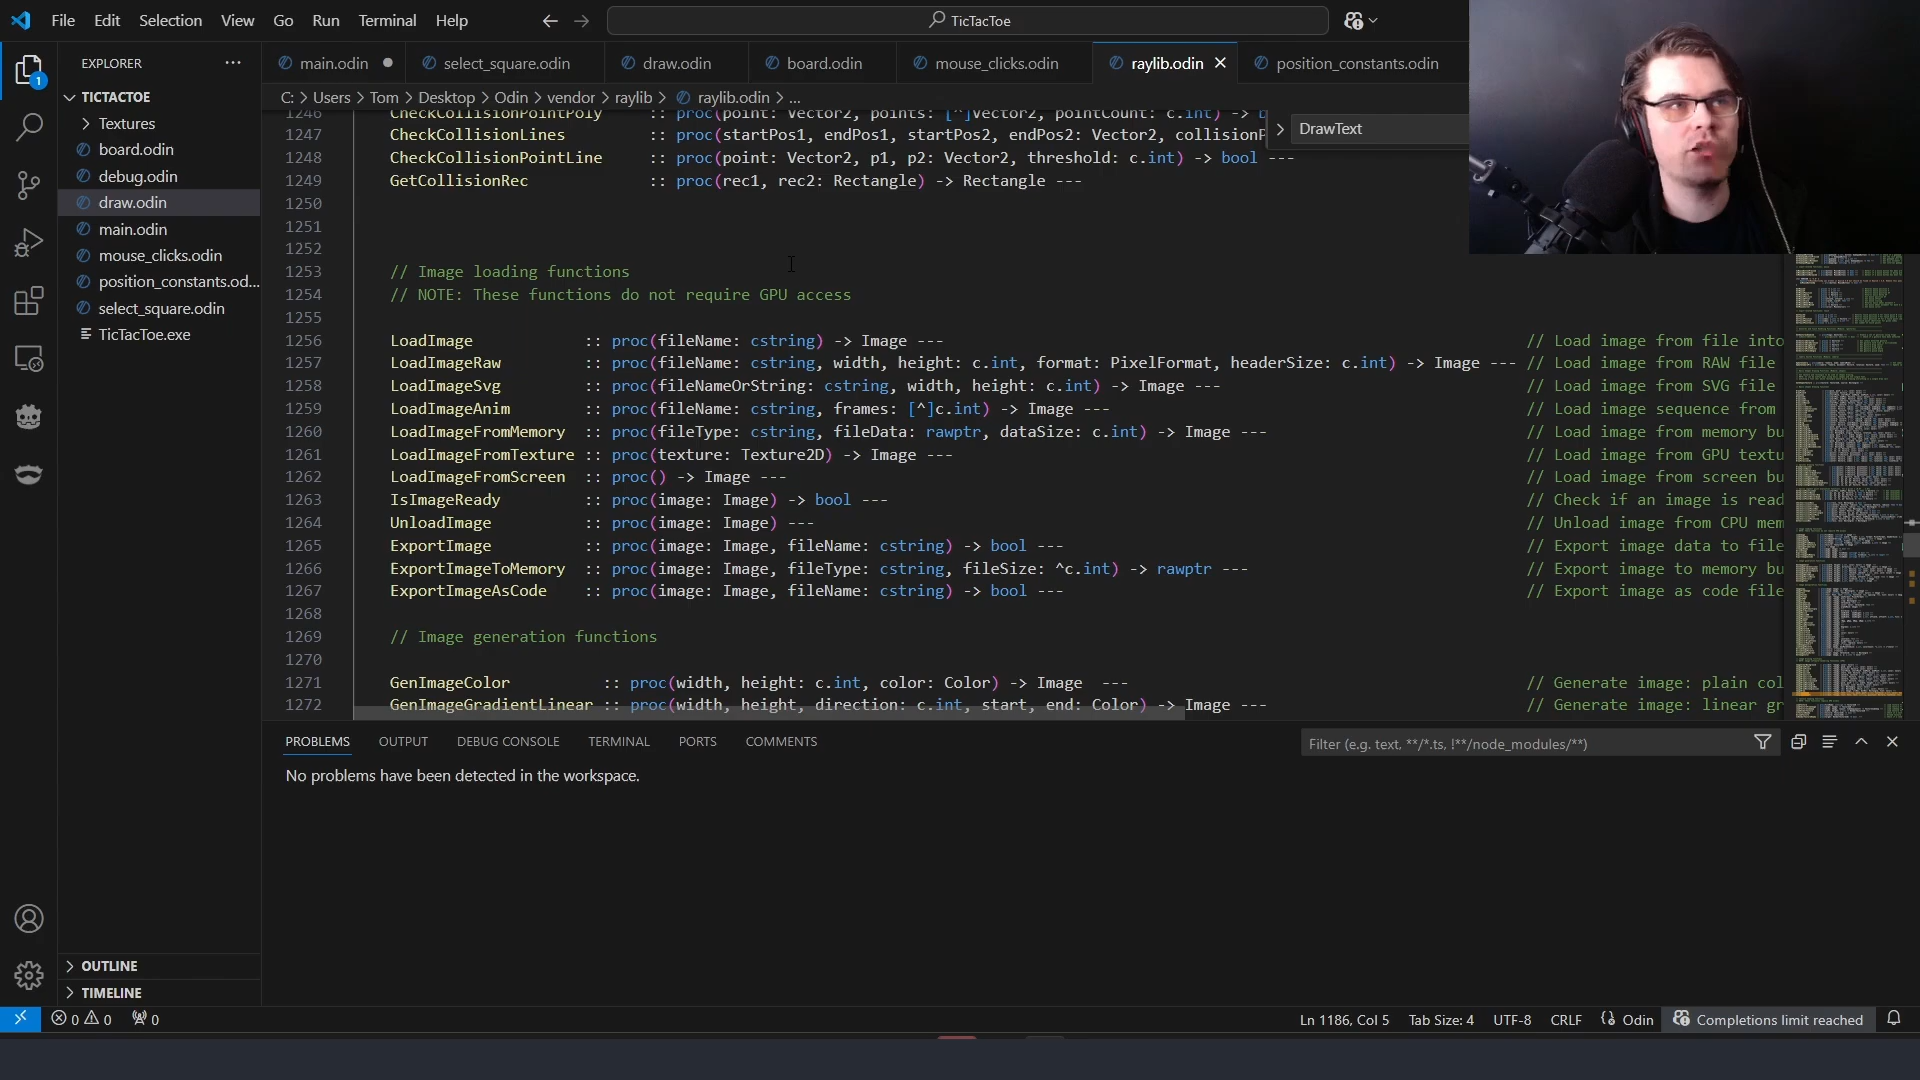 File Edit Selection View Go Run Terminal Help
TicTacToe
EXPLORER
main.odin
select_square.odin
draw.odin
board.odin
mouse_clicks.odin
raylib.odin
position_constants.odin
C: > Users > Tom > Desktop > Odin > vendor > raylib > raylib.odin > ...
DrawText
TICTACTOE
Textures
board.odin
debug.odin
draw.odin
main.odin
mouse_clicks.odin
position_constants.od...
select_square.odin
TicTacToe.exe
OUTLINE
TIMELINE
1246 CheckCollisionPointPoly :: proc(point: Vector2, points: [^]Vector2, pointCount: c.int) ->
1247 CheckCollisionLines :: proc(startPos1, endPos1, startPos2, endPos2: Vector2, collisionP
1248 CheckCollisionPointLine :: proc(point: Vector2, p1, p2: Vector2, threshold: c.int) -> bool ---
1249 GetCollisionRec :: proc(rec1, rec2: Rectangle) -> Rectangle ---
1250
1251
1252
1253 // Image loading functions
1254 // NOTE: These functions do not require GPU access
1255
1256 LoadImage :: proc(fileName: cstring) -> Image --- // Load image from file into
1257 LoadImageRaw :: proc(fileName: cstring, width, height: c.int, format: PixelFormat, headerSize: c.int) -> Image --- // Load image from RAW file
1258 LoadImageSvg :: proc(fileNameOrString: cstring, width, height: c.int) -> Image --- // Load image from SVG file
1259 LoadImageAnim :: proc(fileName: cstring, frames: [^]c.int) -> Image --- // Load image sequence from
1260 LoadImageFromMemory :: proc(fileType: cstring, fileData: rawptr, dataSize: c.int) -> Image --- // Load image from memory bu
1261 LoadImageFromTexture :: proc(texture: Texture2D) -> Image --- // Load image from GPU textu
1262 LoadImageFromScreen :: proc() -> Image --- // Load image from screen bu
1263 IsImageReady :: proc(image: Image) -> bool --- // Check if an image is read
1264 UnloadImage :: proc(image: Image) --- // Unload image from CPU mem
1265 ExportImage :: proc(image: Image, fileName: cstring) -> bool --- // Export image data to file
1266 ExportImageToMemory :: proc(image: Image, fileType: cstring, fileSize: ^c.int) -> rawptr --- // Export image to memory bu
1267 ExportImageAsCode :: proc(image: Image, fileName: cstring) -> bool --- // Export image as code file
1268
1269 // Image generation functions
1270
1271 GenImageColor :: proc(width, height: c.int, color: Color) -> Image --- // Generate image: plain col
1272 GenImageGradientLinear :: proc(width, height, direction: c.int, start, end: Color) -> Image --- // Generate image: linear gr
PROBLEMS OUTPUT DEBUG CONSOLE TERMINAL PORTS COMMENTS
Filter (e.g. text, **/*.ts, !**/node_modules/**)
No problems have been detected in the workspace.
0 0 0
Ln 1186, Col 5 Tab Size: 4 UTF-8 CRLF Odin Completions limit reached
1